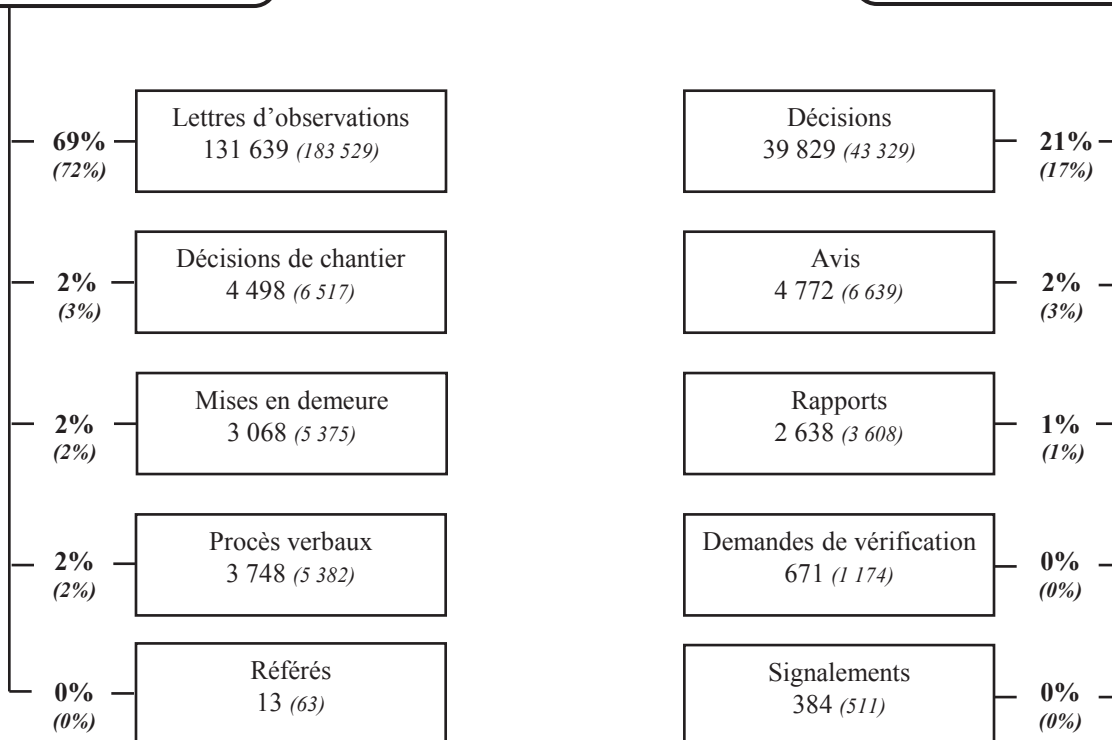 69%
(72%)
Lettres d’observations
131 639 (183 529)
2%
(3%)
Décisions de chantier
4 498 (6 517)
2%
(2%)
Mises en demeure
3 068 (5 375)
2%
(2%)
Procès verbaux
3 748 (5 382)
0%
(0%)
Référés
13 (63)
Décisions
39 829 (43 329)
21%
(17%)
Avis
4 772 (6 639)
2%
(3%)
Rapports
2 638 (3 608)
1%
(1%)
Demandes de vérification
671 (1 174)
0%
(0%)
Signalements
384 (511)
0%
(0%)